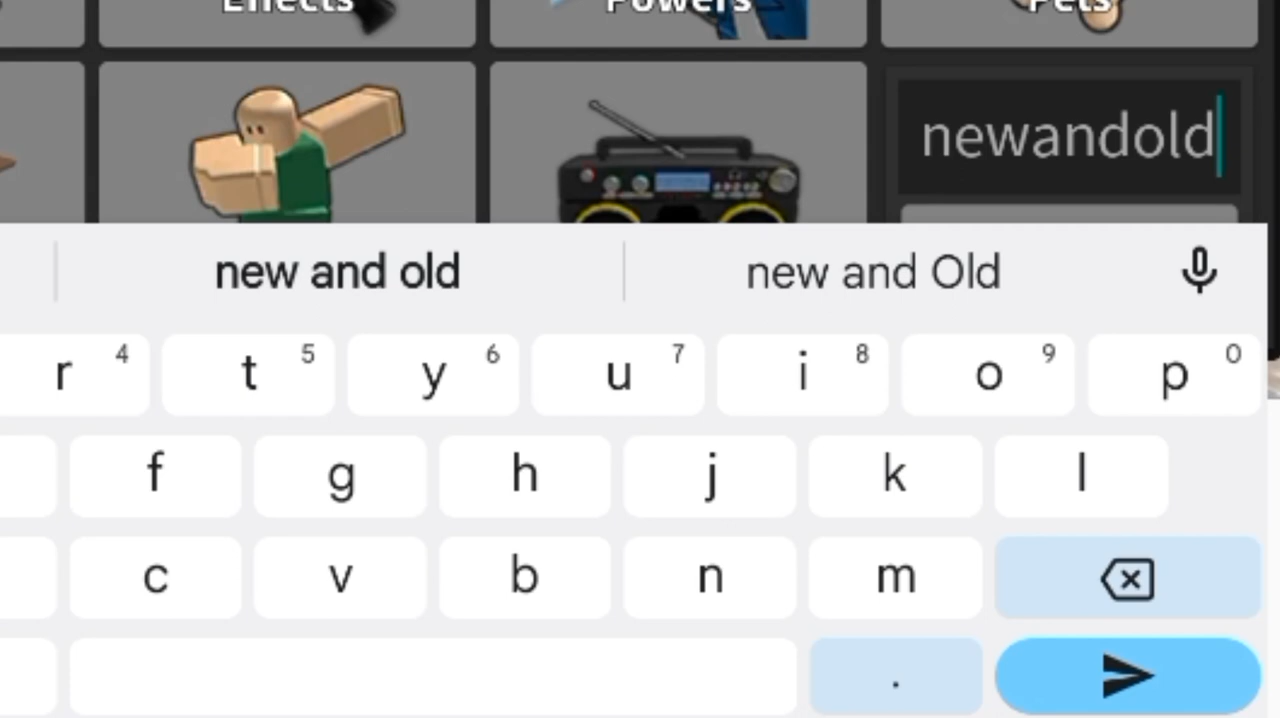 Effects Powers Pets
newandold
new and old new and Old
r 4 t 5 y 6 u 7 i 8 o 9 p 0
f g h j k l
c v b n m
.